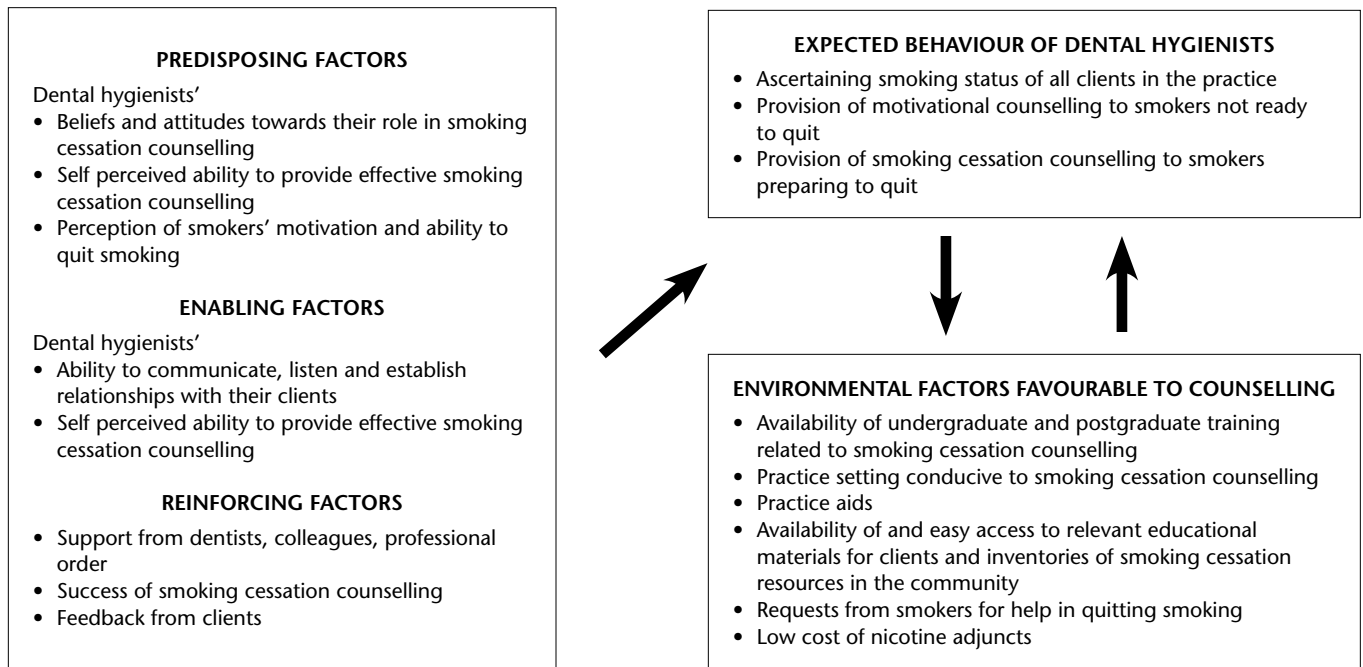 PREDISPOSING FACTORS
Dental hygienists’
• Beliefs and attitudes towards their role in smoking
cessation counselling
• Self perceived ability to provide effective smoking
cessation counselling
• Perception of smokers’ motivation and ability to
quit smoking
ENABLING FACTORS
Dental hygienists’
• Ability to communicate, listen and establish
relationships with their clients
• Self perceived ability to provide effective smoking
cessation counselling
REINFORCING FACTORS
• Support from dentists, colleagues, professional
order
• Success of smoking cessation counselling
• Feedback from clients
EXPECTED BEHAVIOUR OF DENTAL HYGIENISTS
• Ascertaining smoking status of all clients in the practice
• Provision of motivational counselling to smokers not ready
to quit
• Provision of smoking cessation counselling to smokers
preparing to quit
ENVIRONMENTAL FACTORS FAVOURABLE TO COUNSELLING
• Availability of undergraduate and postgraduate training
related to smoking cessation counselling
• Practice setting conducive to smoking cessation counselling
• Practice aids
• Availability of and easy access to relevant educational
materials for clients and inventories of smoking cessation
resources in the community
• Requests from smokers for help in quitting smoking
• Low cost of nicotine adjuncts